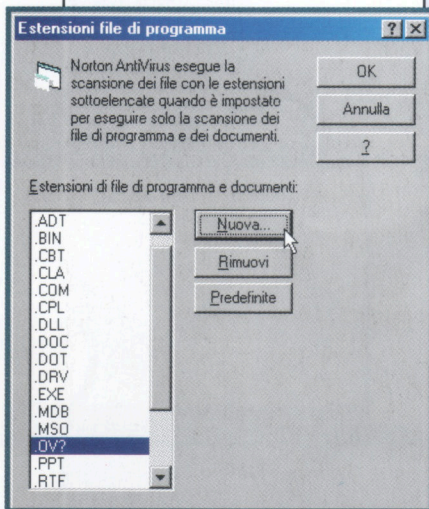 Estensioni file di programma
Norton AntiVirus esegue la
scansione dei file con le estensioni
sottoelencate quando è impostato
per eseguire solo la scansione dei
file di programma e dei documenti.
OK
Annulla
?
Estensioni di file di programma e documenti:
.ADT
.BIN
.CBT
.CLA
.COM
.CPL
.DLL
.DOC
.DOT
.DRV
.EXE
.MDB
.MSO
.OV?
.PPT
.RTF
Nuova...
Rimuovi
Predefinite